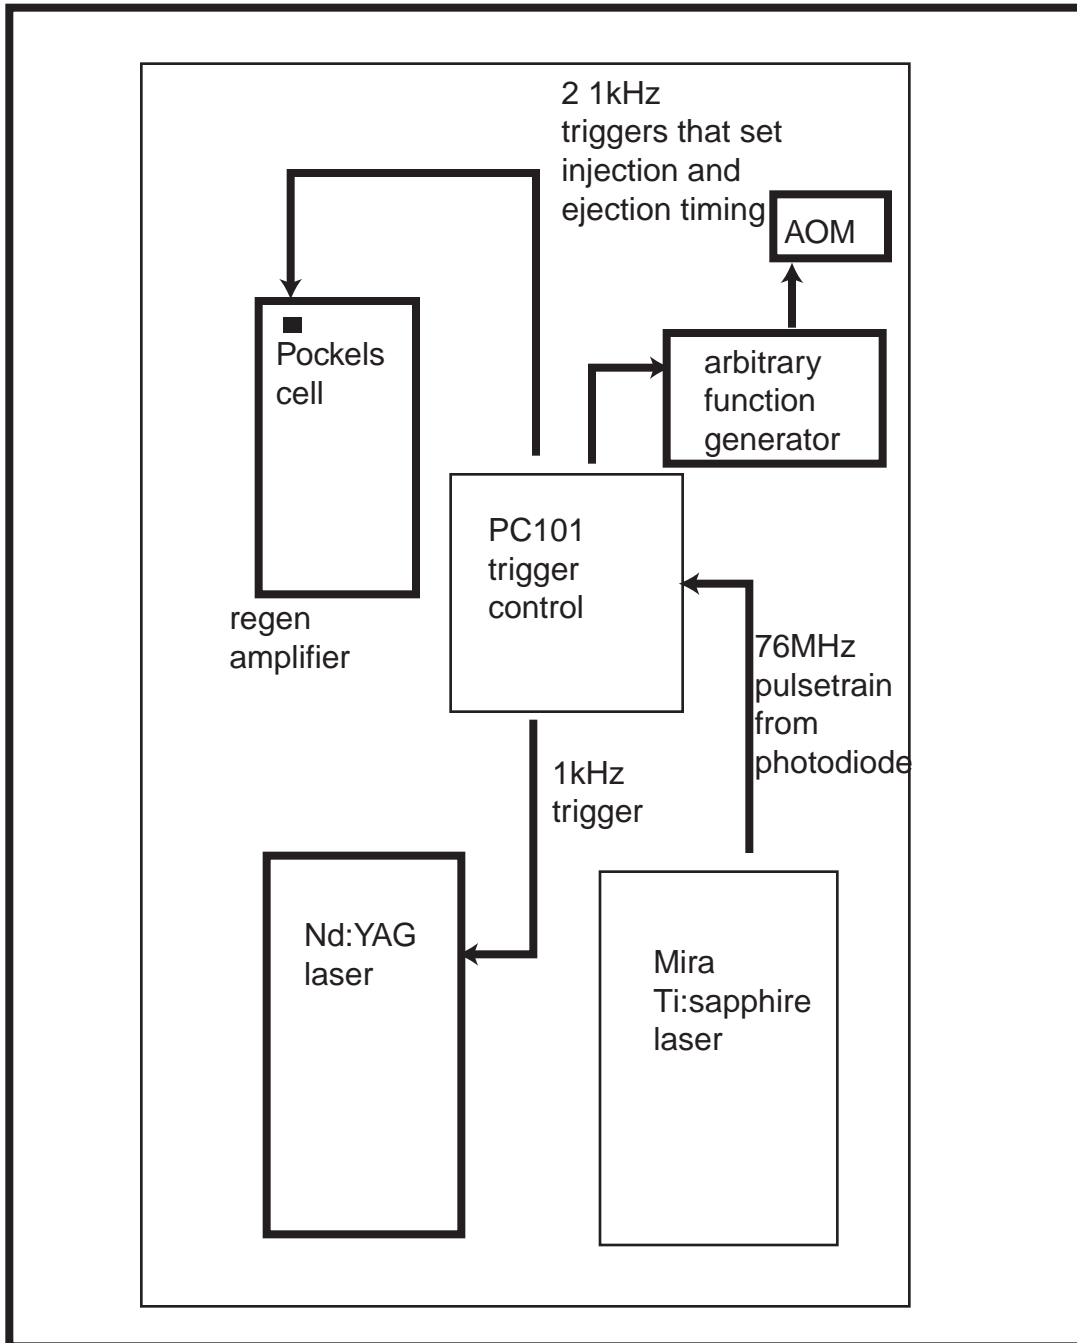 2 1kHz
triggers that set
injection and
ejection timing
AOM
Pockels
cell
arbitrary
function
generator
PC101
trigger
control
regen
amplifier
76MHz
pulsetrain
from
photodiode
1kHz
trigger
Nd:YAG
laser
Mira
Ti:sapphire
laser